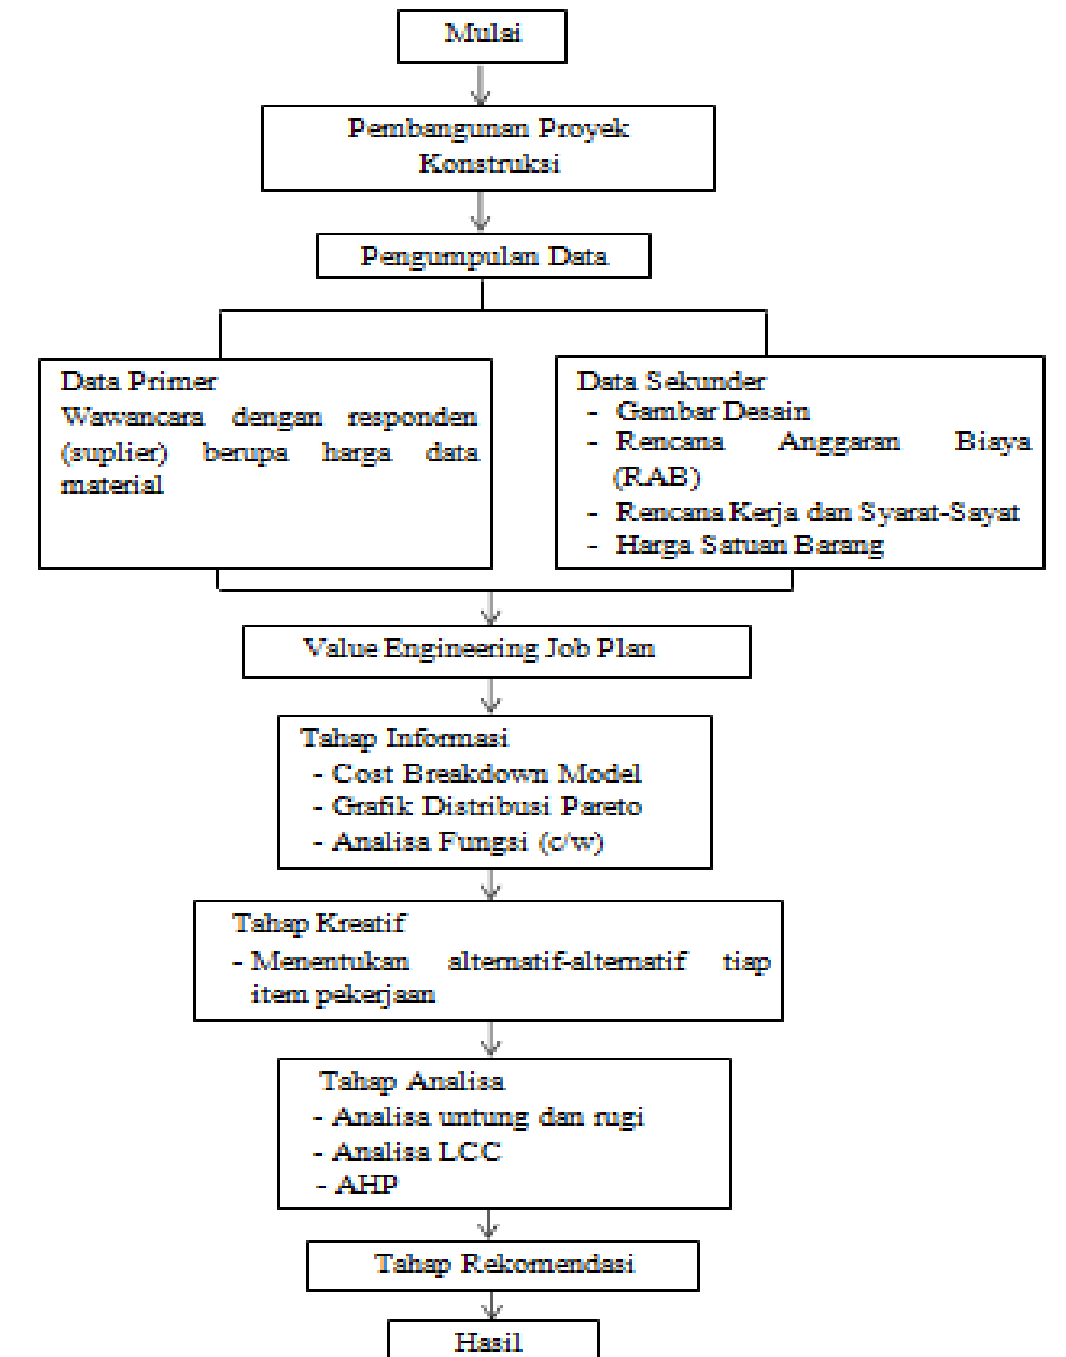 Mulai
Pembangunan Proyek
Konstruksi
Pengumpulan Data
Data Primer
Wawancara dengan responden
(suplier) berupa harga data
material
Data Sekunder
- Gambar Desain
- Rencana Anggaran Biaya
(RAB)
- Rencana Kerja dan Syarat-Sayat
- Harga Satuan Barang
Value Engineering Job Plan
Tahap Informasi
- Cost Breakdown Model
- Grafik Distribusi Pareto
- Analisa Fungsi (c/w)
Tahap Kreatif
- Menentukan alternatif-alternatif tiap
item pekerjaan
Tahap Analisa
- Analisa untung dan rugi
- Analisa LCC
- AHP
Tahap Rekomendasi
Hasil